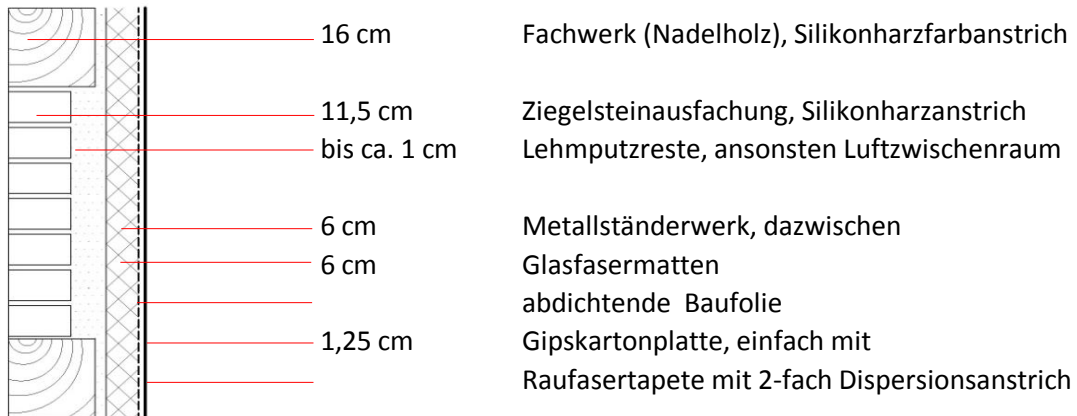 16 cm Fachwerk (Nadelholz), Silikonharzfarbanstrich
11,5 cm Ziegelsteinausfachung, Silikonharzanstrich
bis ca. 1 cm Lehmputzreste, ansonsten Luftzwischenraum
6 cm Metallständerwerk, dazwischen
6 cm Glasfasermatten
abdichtende Baufolie
1,25 cm Gipskartonplatte, einfach mit
Raufasertapete mit 2-fach Dispersionsanstrich